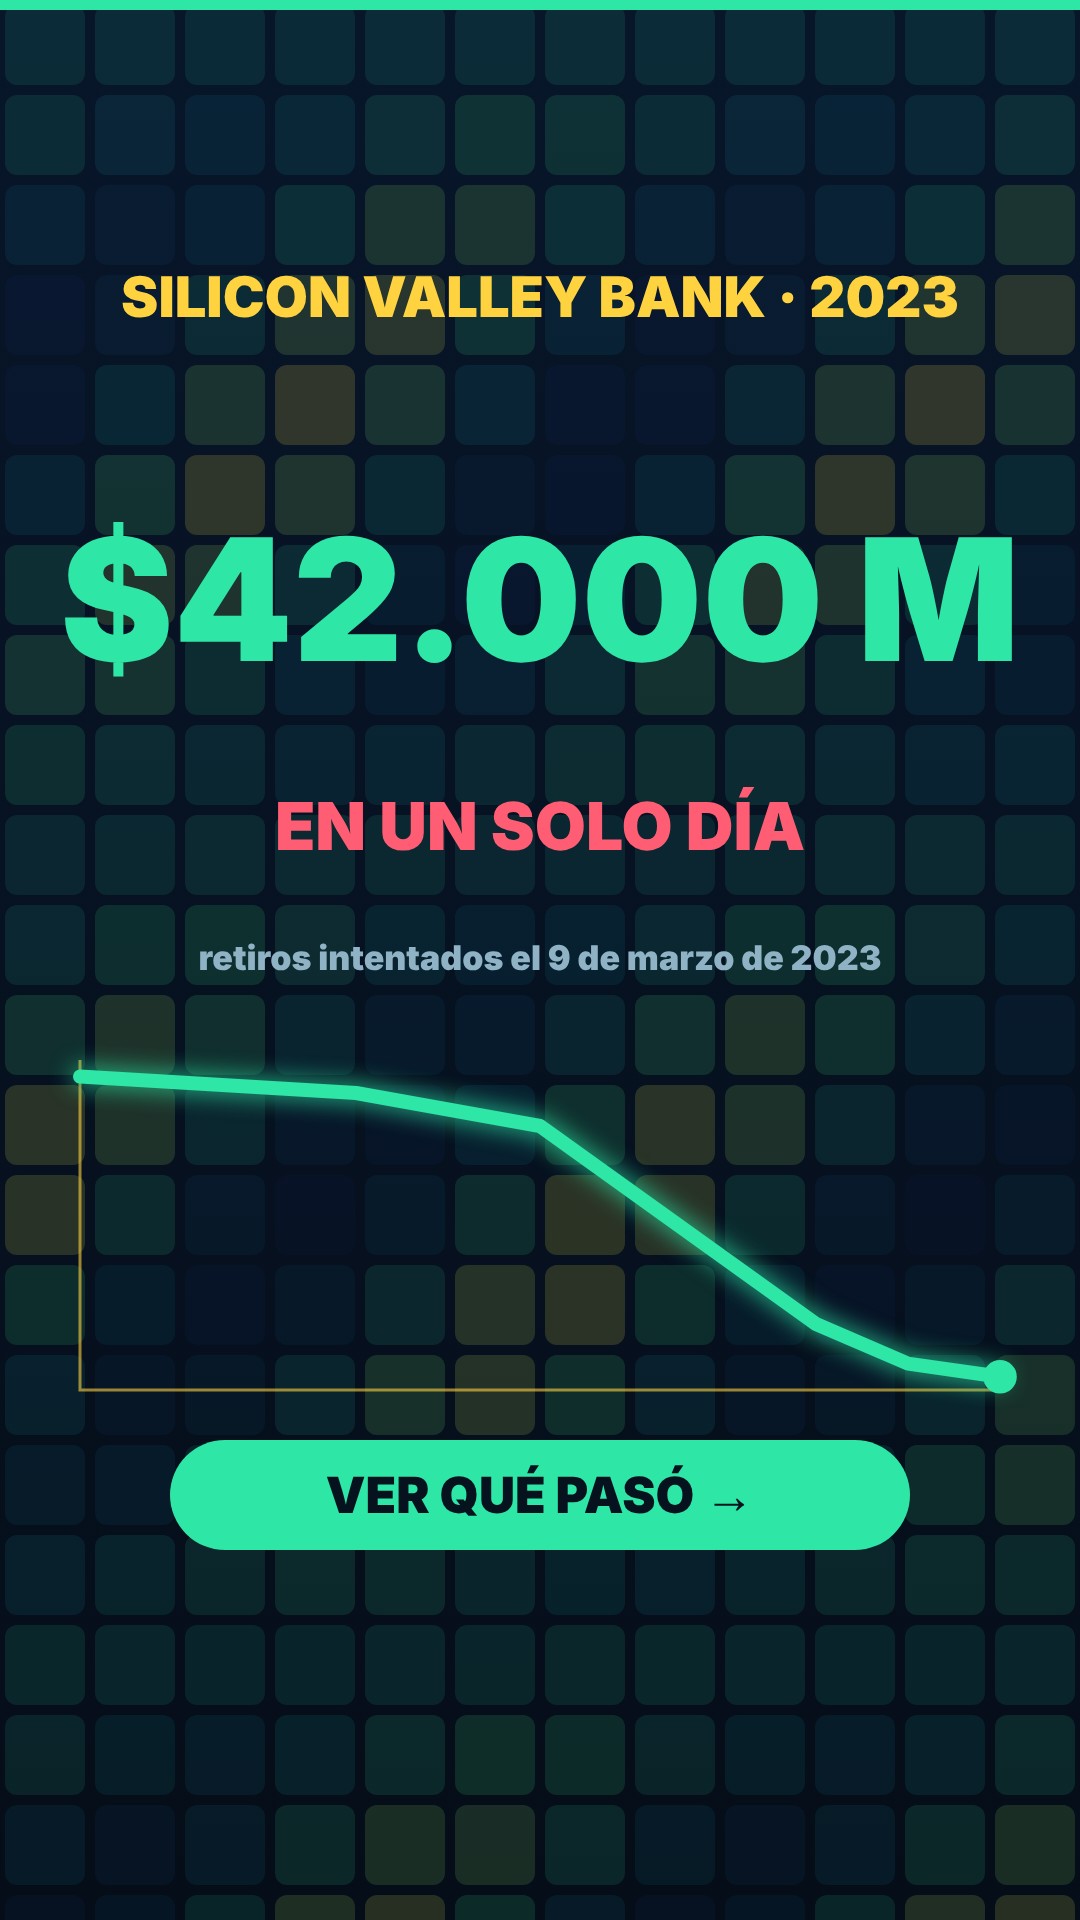 SILICON VALLEY BANK · 2023
$42.000 M
EN UN SOLO DÍA
retiros intentados el 9 de marzo de 2023
VER QUÉ PASÓ →